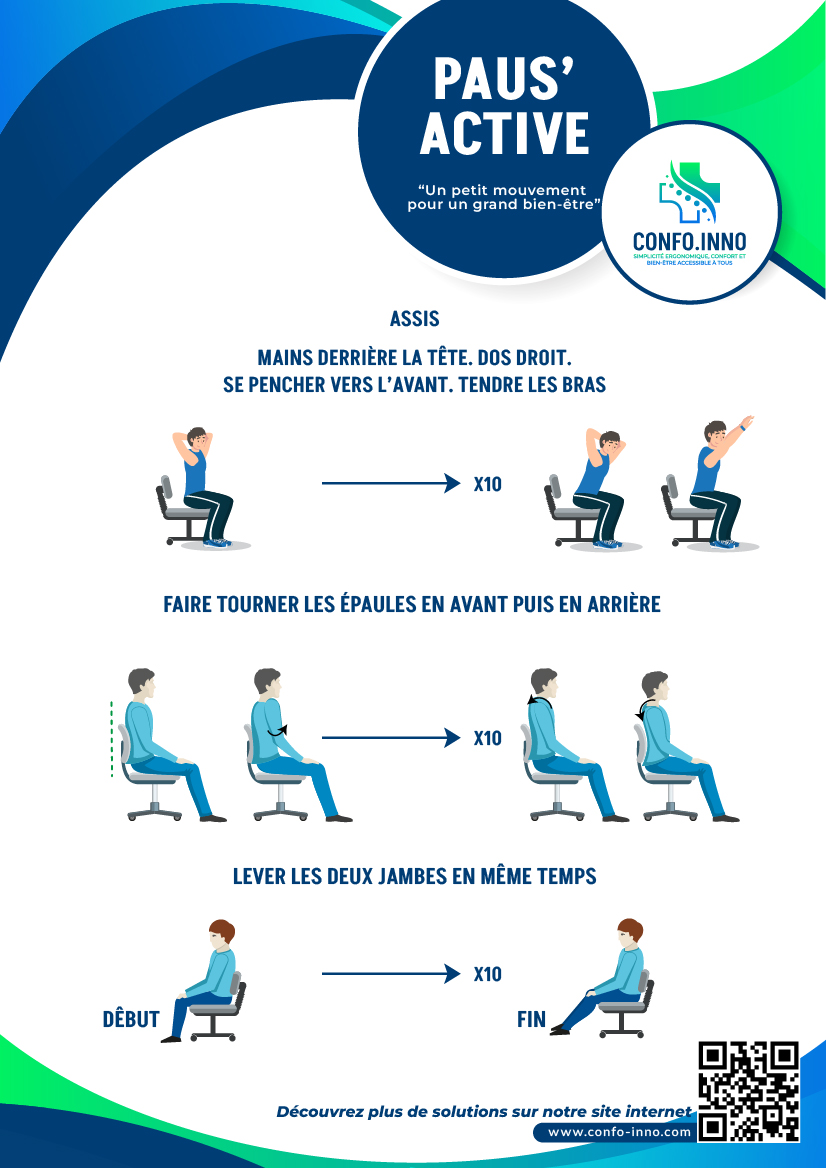 PAUS’
ACTIVE
“Un petit mouvement
pour un grand bien-être”
CONFO.INNO
SIMPLICITÉ ERGONOMIQUE, CONFORT ET
BIEN-ÊTRE ACCESSIBLE À TOUS
ASSIS
MAINS DERRIÈRE LA TÊTE. DOS DROIT.
SE PENCHER VERS L’AVANT. TENDRE LES BRAS
X10
FAIRE TOURNER LES ÉPAULES EN AVANT PUIS EN ARRIÈRE
X10
LEVER LES DEUX JAMBES EN MÊME TEMPS
X10
DÊBUT
FIN
Découvrez plus de solutions sur notre site internet
www.confo-inno.com